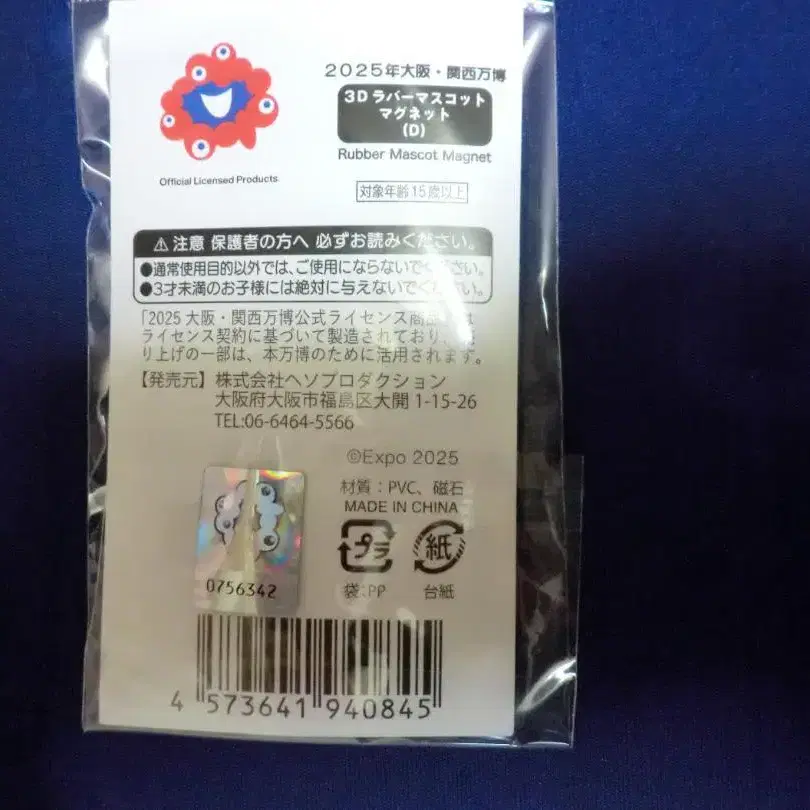 2025年大阪・関西万博
3Dラバーマスコット
マグネット
(D)
Rubber Mascot Magnet
Official Licensed Products
対象年齢15歳以上
⚠注意 保護者の方へ 必ずお読みください。
●通常使用目的以外では、ご使用にならないでください。
●3才未満のお子様には絶対に与えないでください。
「2025 大阪・関西万博公式ライセンス商品
ライセンス契約に基づいて製造されており、
り上げの一部は、本万博のために活用されます。
【発売元】株式会社ヘソプロダクション
大阪府大阪市福島区大開 1-15-26
TEL:06-6464-5566
©Expo 2025
材質：PVC、磁石
MADE IN CHINA
プラ 紙
袋:PP 台紙
0756342
4 573641 940845